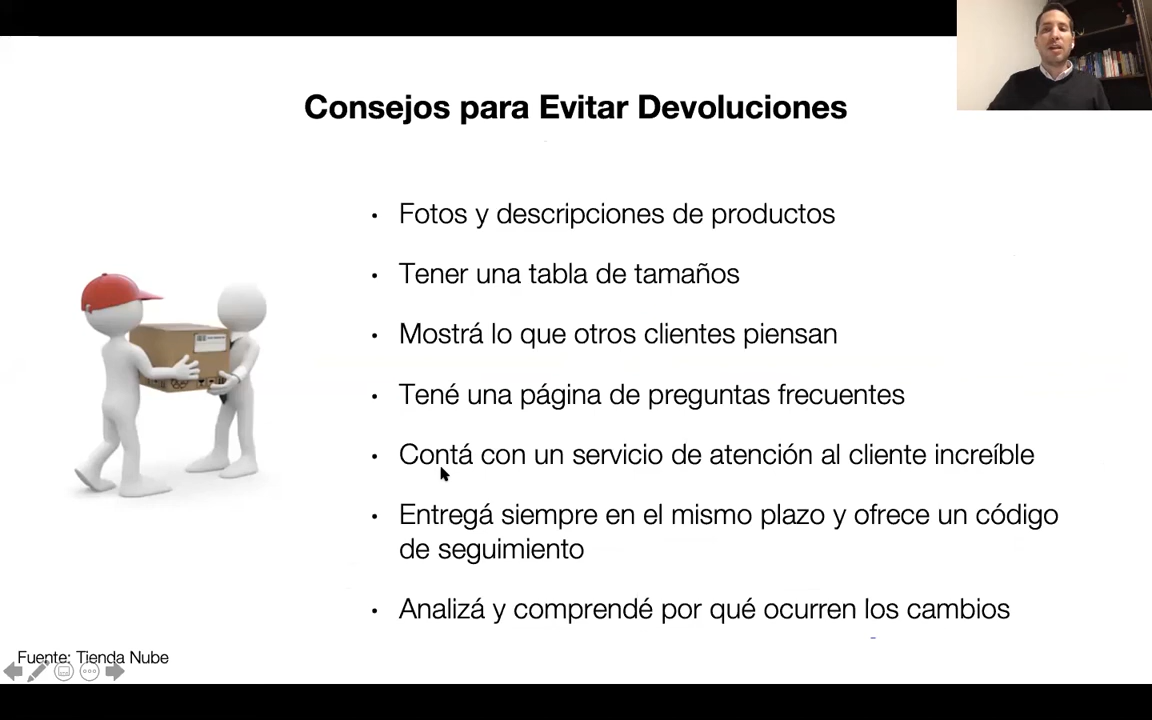 Consejos para Evitar Devoluciones
• Fotos y descripciones de productos
• Tener una tabla de tamaños
• Mostrá lo que otros clientes piensan
• Tené una página de preguntas frecuentes
• Contá con un servicio de atención al cliente increíble
• Entregá siempre en el mismo plazo y ofrece un código
de seguimiento
• Analizá y comprendé por qué ocurren los cambios
Fuente: Tienda Nube